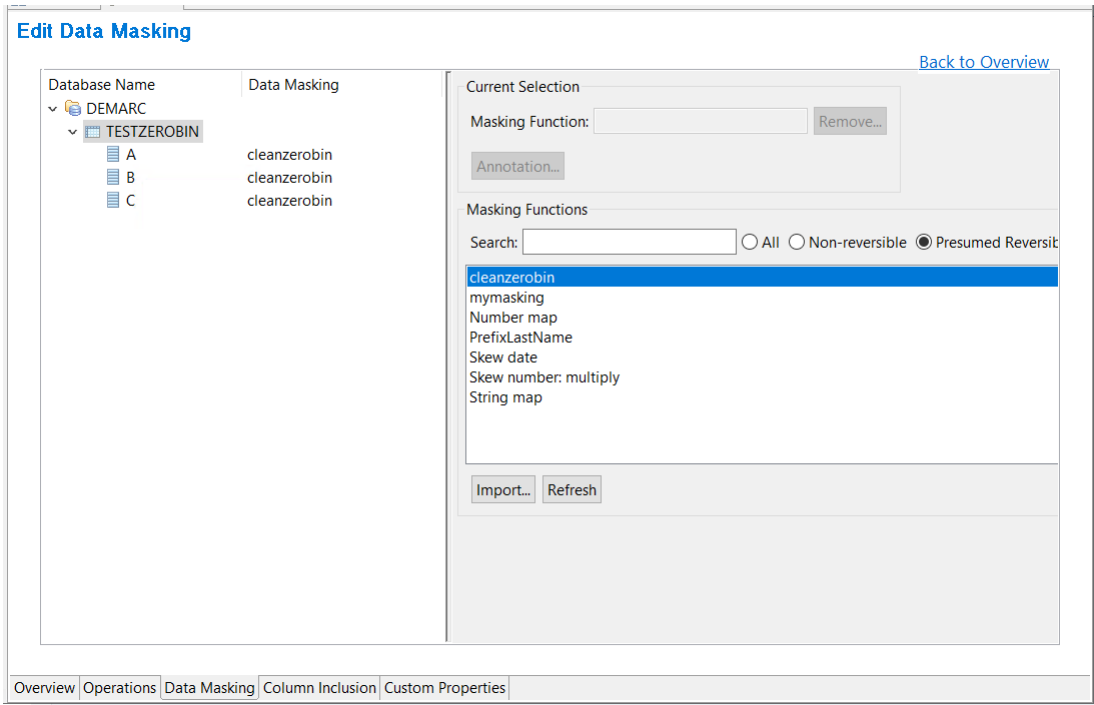 Edit Data Masking
Back to Overview
Database Name Data Masking
DEMARC
TESTZEROBIN
A cleanzerobin
B cleanzerobin
C cleanzerobin
Current Selection
Masking Function: Remove...
Annotation...
Masking Functions
Search: All Non-reversible Presumed Reversib
cleanzerobin
mymasking
Number map
PrefixLastName
Skew date
Skew number: multiply
String map
Import... Refresh
Overview Operations Data Masking Column Inclusion Custom Properties